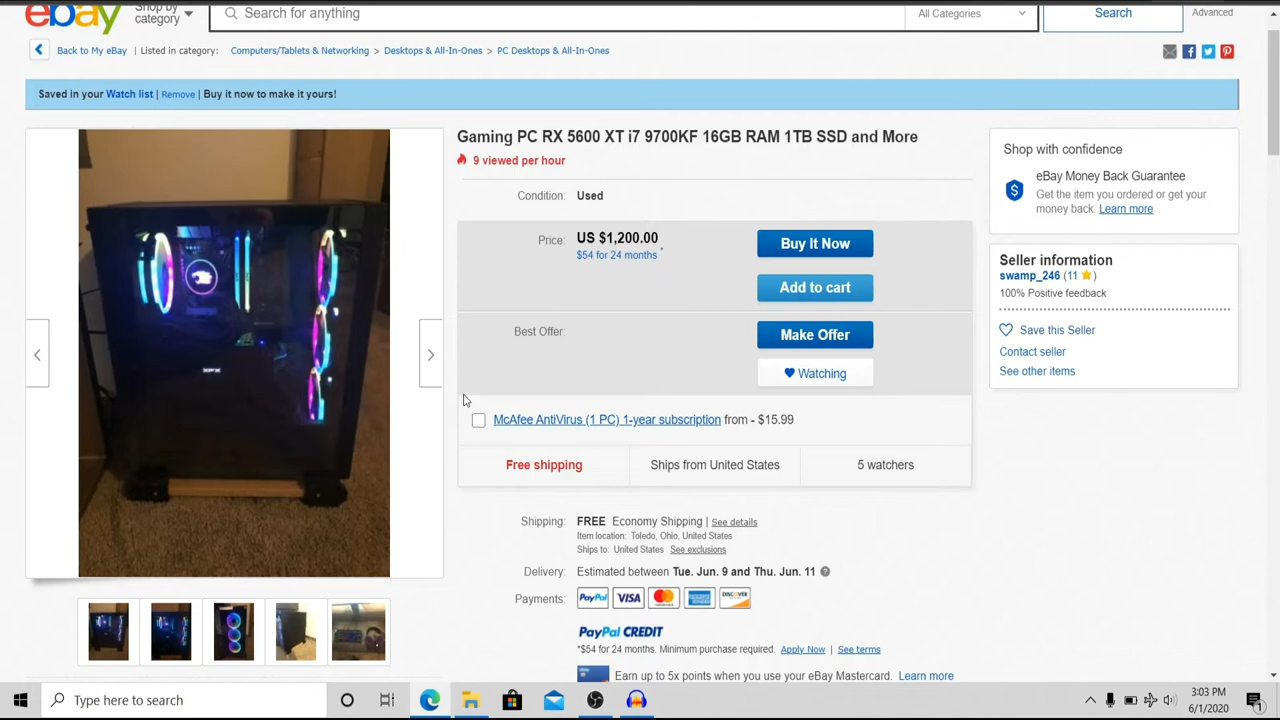 ebay
Shop by
category
Search for anything
All Categories
Search
Advanced
Back to My eBay | Listed in category: Computers/Tablets & Networking > Desktops & All-In-Ones > PC Desktops & All-In-Ones
Saved in your Watch list | Remove | Buy it now to make it yours!
Gaming PC RX 5600 XT i7 9700KF 16GB RAM 1TB SSD and More
9 viewed per hour
Condition: Used
Price: US $1,200.00
$54 for 24 months *
Buy It Now
Add to cart
Best Offer:
Make Offer
Watching
McAfee AntiVirus (1 PC) 1-year subscription from - $15.99
Free shipping
Ships from United States
5 watchers
Shipping: FREE Economy Shipping | See details
Item location: Toledo, Ohio, United States
Ships to: United States See exclusions
Delivery: Estimated between Tue. Jun. 9 and Thu. Jun. 11
Payments: PayPal VISA MasterCard AMERICAN EXPRESS DISCOVER
PayPal CREDIT
*$54 for 24 months. Minimum purchase required. Apply Now | See terms
Earn up to 5x points when you use your eBay Mastercard. Learn more
Shop with confidence
eBay Money Back Guarantee
Get the item you ordered or get your
money back. Learn more
Seller information
swamp_246 (11 )
100% Positive feedback
Save this Seller
Contact seller
See other items
XFX
Type here to search
3:03 PM
6/1/2020
1